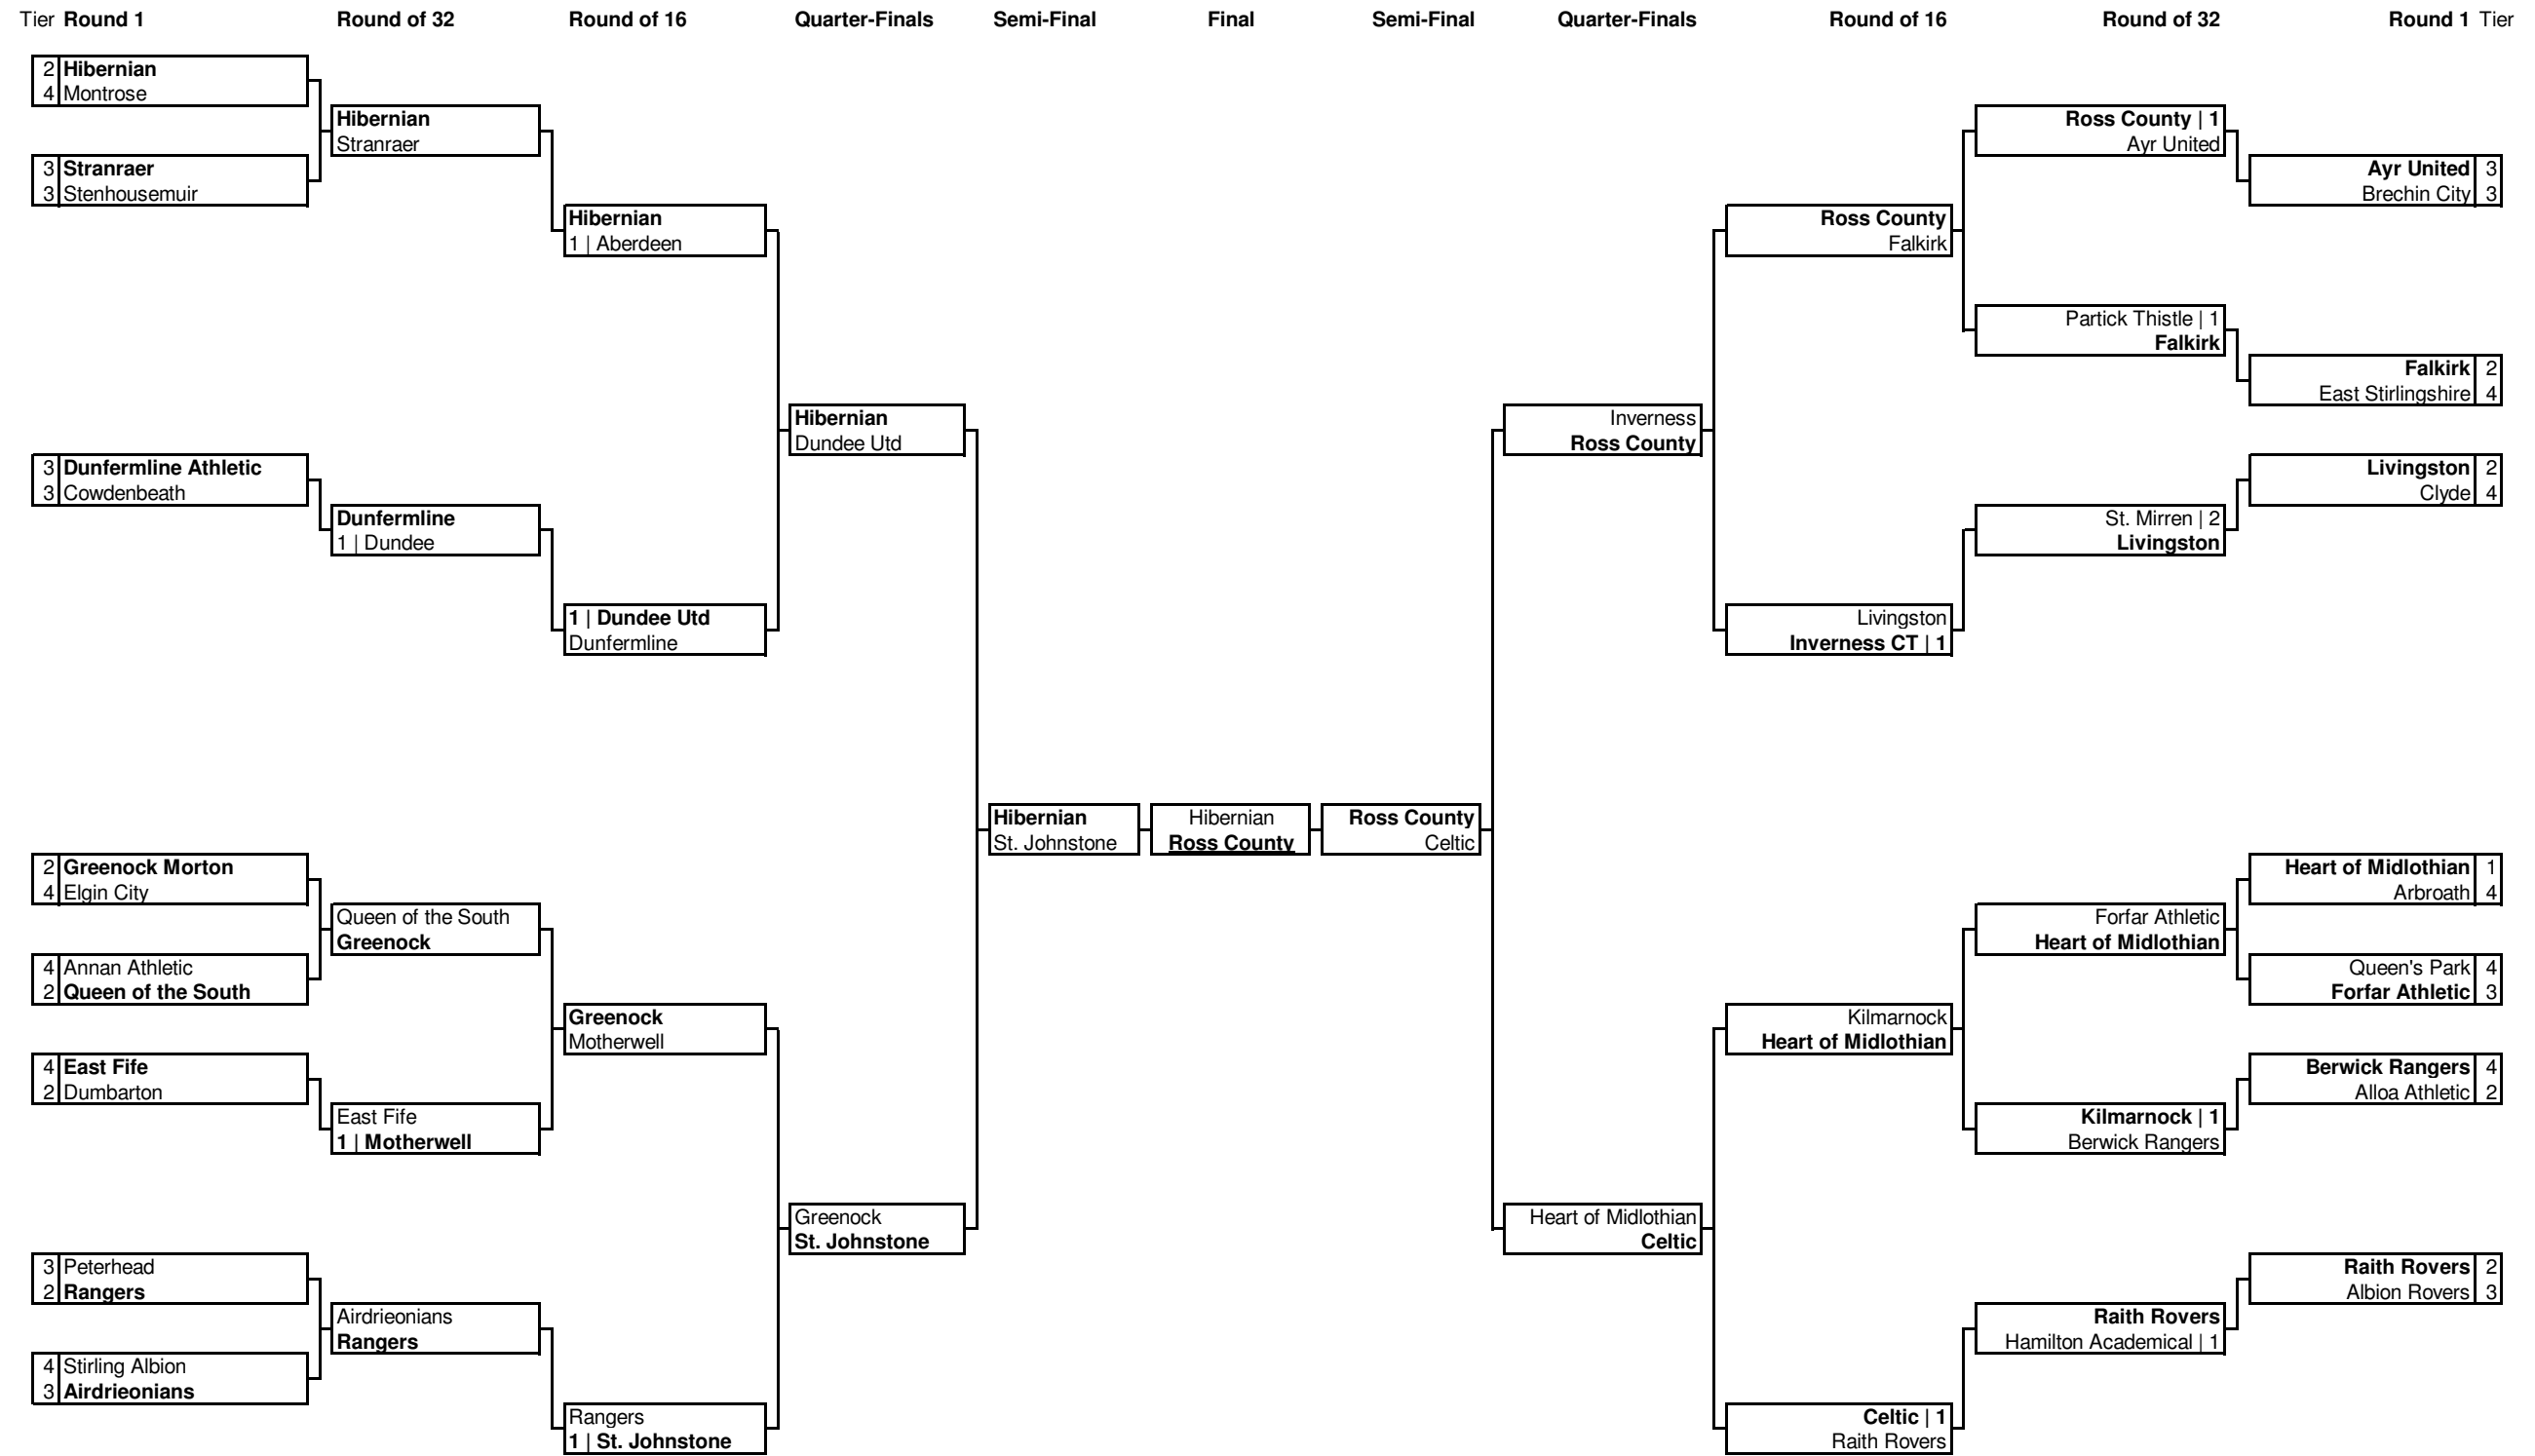 Tier Round 1 Round of 32 Round of 16 Quarter-Finals Semi-Final Final Semi-Final Quarter-Finals Round of 16 Round of 32 Round 1 Tier
2 Hibernian
4 Montrose
3 Stranraer
3 Stenhousemuir
3 Dunfermline Athletic
3 Cowdenbeath
2 Greenock Morton
4 Elgin City
4 Annan Athletic
2 Queen of the South
4 East Fife
2 Dumbarton
3 Peterhead
2 Rangers
4 Stirling Albion
3 Airdrieonians
Hibernian
Stranraer
Dunfermline
1 | Dundee
Queen of the South
Greenock
East Fife
1 | Motherwell
Airdrieonians
Rangers
Hibernian
1 | Aberdeen
1 | Dundee Utd
Dunfermline
Greenock
Motherwell
Rangers
1 | St. Johnstone
Hibernian
Dundee Utd
Greenock
St. Johnstone
Hibernian
St. Johnstone
Hibernian
Ross County
Ross County
Celtic
Inverness
Ross County
Heart of Midlothian
Celtic
Ross County
Falkirk
Livingston
Inverness CT | 1
Kilmarnock
Heart of Midlothian
Celtic | 1
Raith Rovers
Ross County | 1
Ayr United
Partick Thistle | 1
Falkirk
St. Mirren | 2
Livingston
Forfar Athletic
Heart of Midlothian
Kilmarnock | 1
Berwick Rangers
Raith Rovers
Hamilton Academical | 1
Ayr United 3
Brechin City 3
Falkirk 2
East Stirlingshire 4
Livingston 2
Clyde 4
Heart of Midlothian 1
Arbroath 4
Queen's Park 4
Forfar Athletic 3
Berwick Rangers 4
Alloa Athletic 2
Raith Rovers 2
Albion Rovers 3